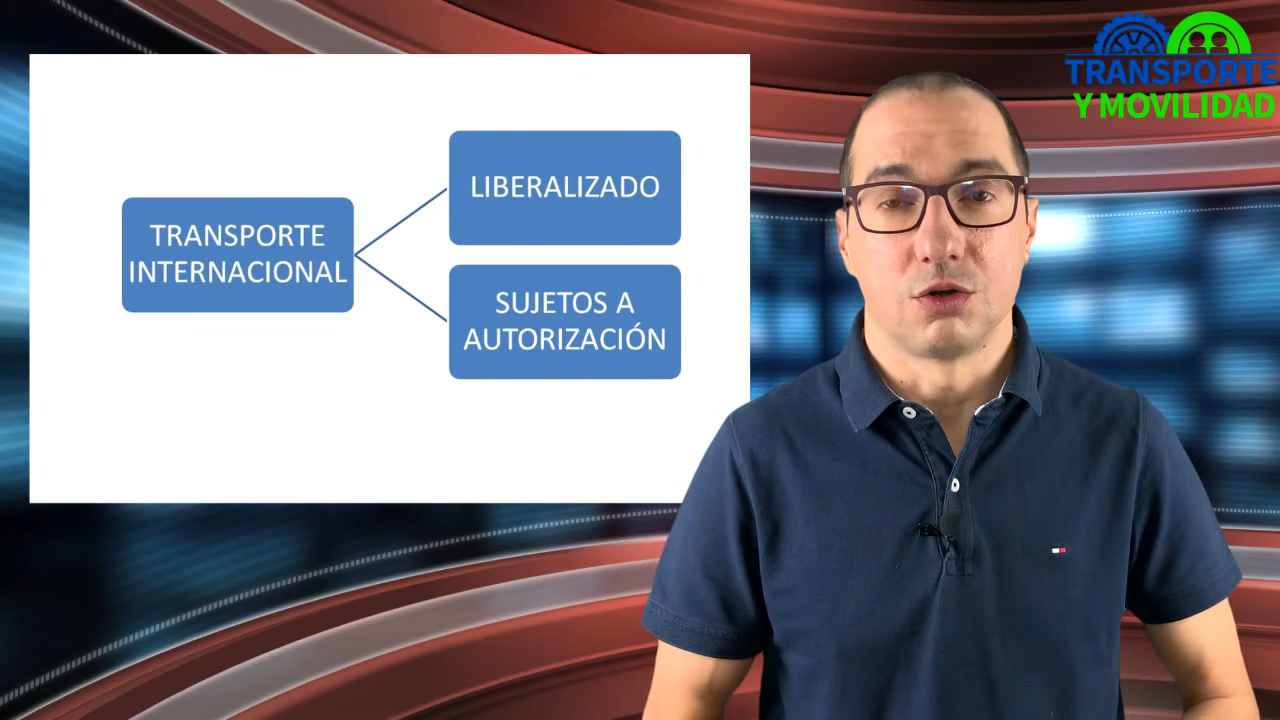 TRANSPORTE
INTERNACIONAL
LIBERALIZADO
SUJETOS A
AUTORIZACIÓN
TRANSPORTE
Y MOVILIDAD